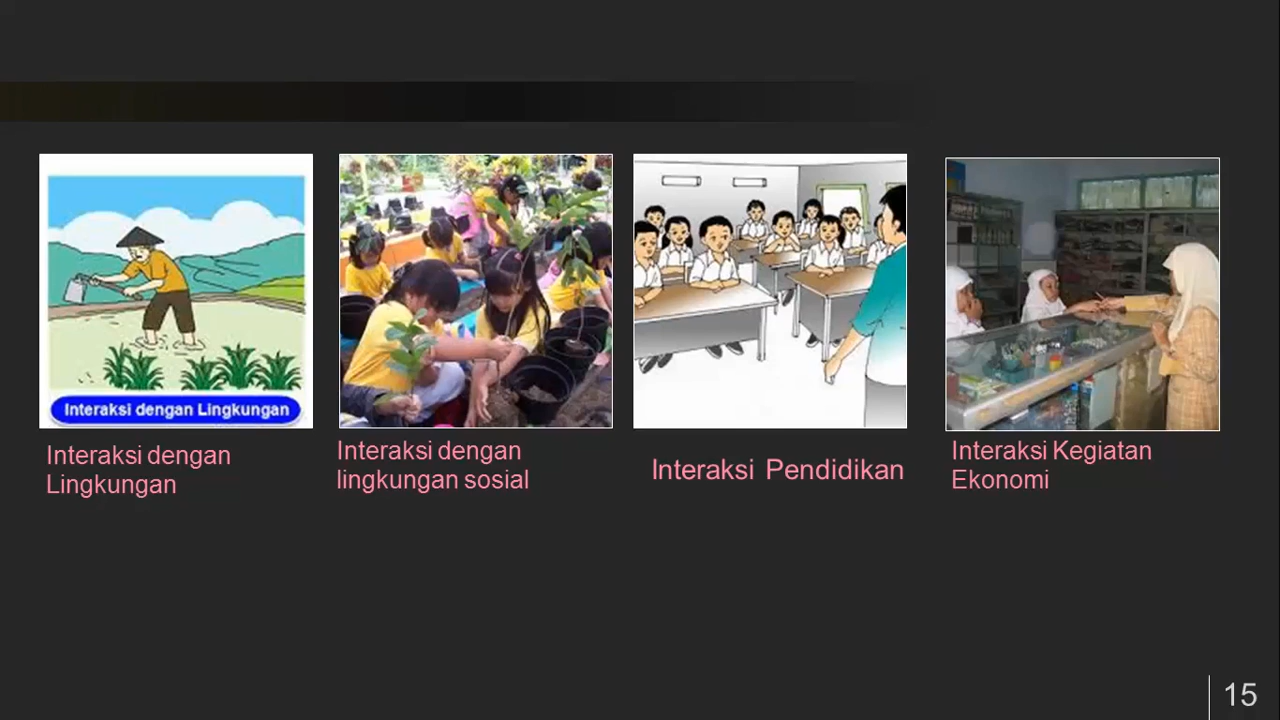 Interaksi dengan Lingkungan
Interaksi dengan
Lingkungan
Interaksi dengan
lingkungan sosial
Interaksi Pendidikan
Interaksi Kegiatan
Ekonomi
15